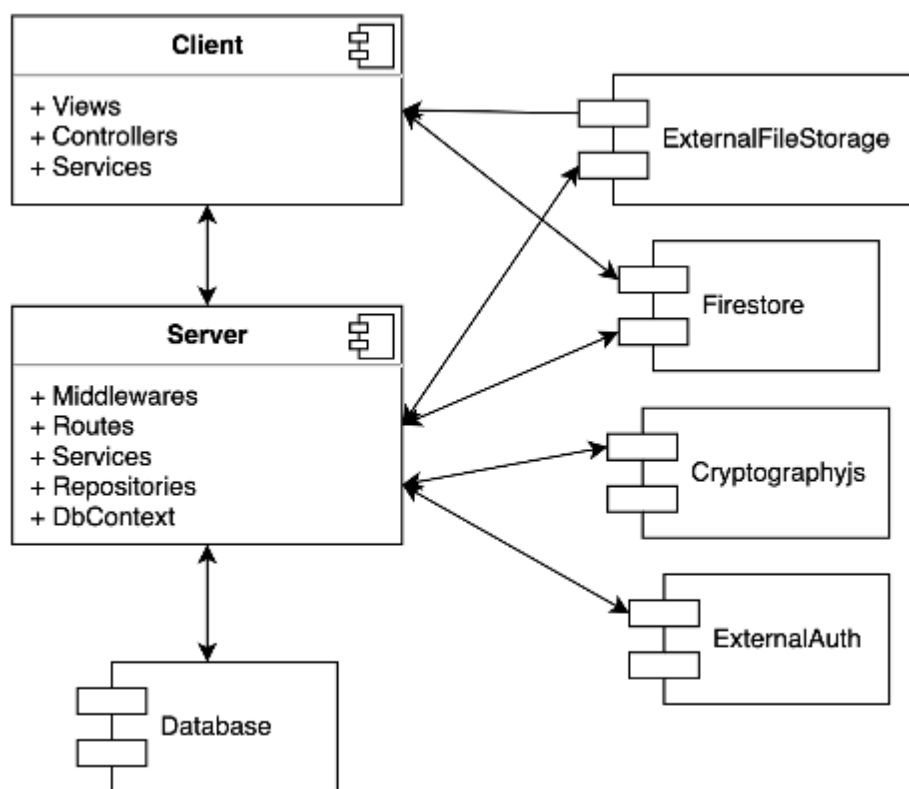 Client
+ Views
+ Controllers
+ Services
ExternalFileStorage
Firestore
Server
+ Middlewares
+ Routes
+ Services
+ Repositories
+ DbContext
Cryptographyjs
ExternalAuth
Database